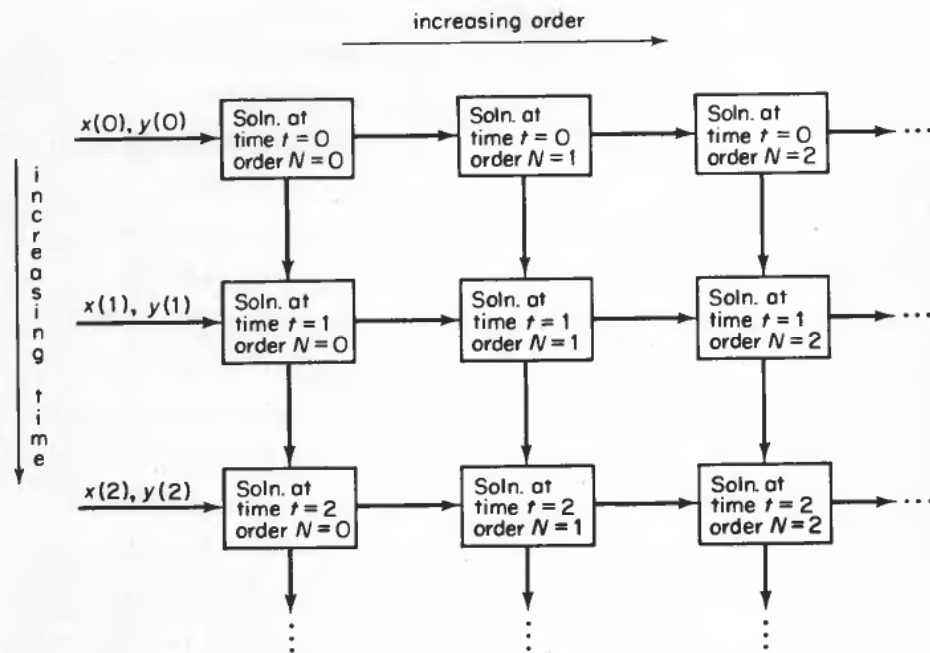 increasing order
x(0), y(0)
Soln. at
time t = 0
order N = 0
Soln. at
time t = 0
order N = 1
Soln. at
time t = 0
order N = 2
...
increasing time
x(1), y(1)
Soln. at
time t = 1
order N = 0
Soln. at
time t = 1
order N = 1
Soln. at
time t = 1
order N = 2
...
x(2), y(2)
Soln. at
time t = 2
order N = 0
Soln. at
time t = 2
order N = 1
Soln. at
time t = 2
order N = 2
...